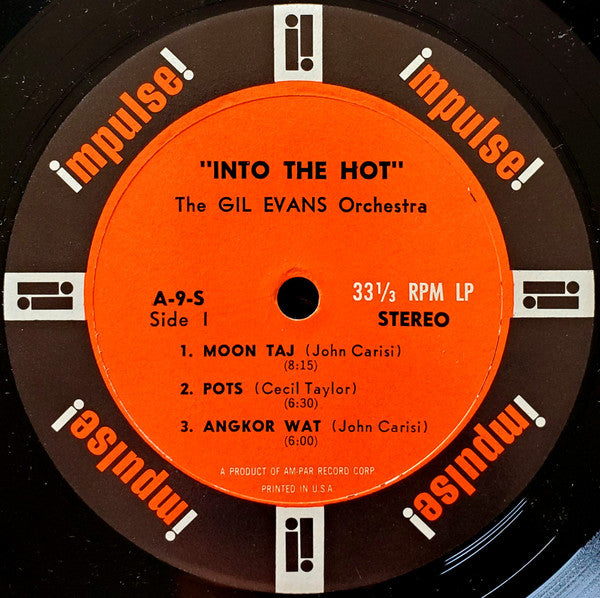 impulse!
impulse!
"INTO THE HOT"
The GIL EVANS Orchestra
A-9-S
Side I
33 1/3 RPM LP
STEREO
1. MOON TAJ (John Carisi)
(8:15)
2. POTS (Cecil Taylor)
(6:30)
3. ANGKOR WAT (John Carisi)
(6:00)
A PRODUCT OF AM-PAR RECORD CORP.
PRINTED IN U.S.A.
impulse!
impulse!